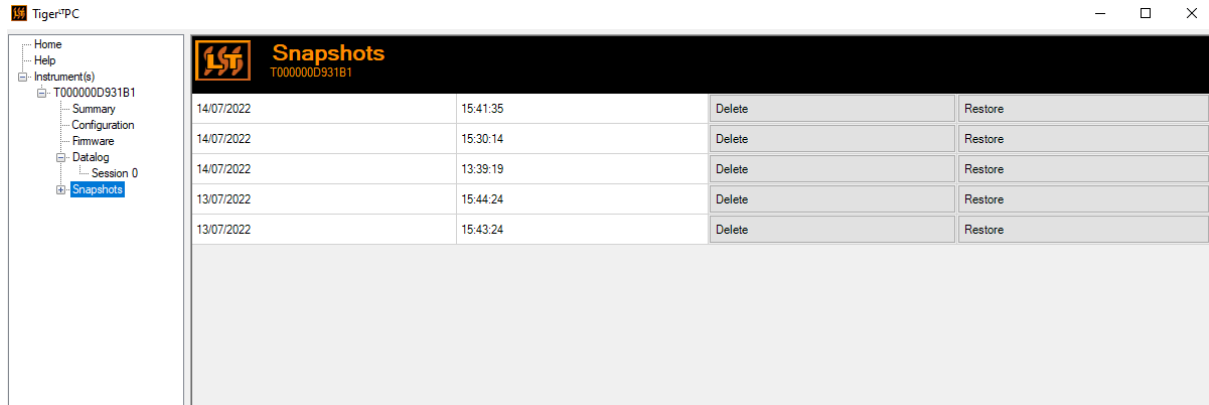 TigerLTPC
Home
Help
Instrument(s)
T000000D931B1
Summary
Configuration
Firmware
Datalog
Session 0
Snapshots
LST
Snapshots
T000000D931B1
14/07/2022 15:41:35 Delete Restore
14/07/2022 15:30:14 Delete Restore
14/07/2022 13:39:19 Delete Restore
13/07/2022 15:44:24 Delete Restore
13/07/2022 15:43:24 Delete Restore